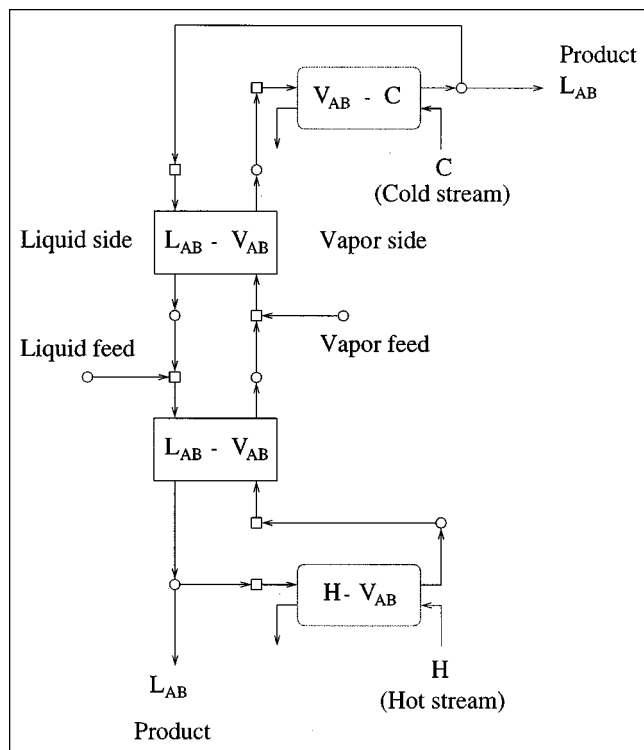 Product
L_AB
V_AB - C
C
(Cold stream)
Liquid side
L_AB - V_AB
Vapor side
Liquid feed
Vapor feed
L_AB - V_AB
H - V_AB
L_AB
Product
H
(Hot stream)